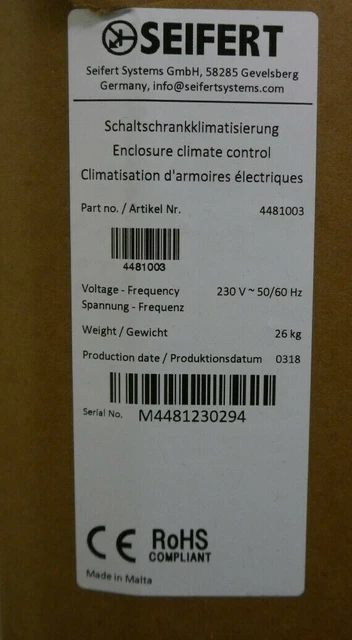 SEIFERT
Seifert Systems GmbH, 58285 Gevelsberg
Germany, info@seifertsystems.com
Schaltschrankklimatisierung
Enclosure climate control
Climatisation d'armoires électriques
Part no. / Artikel Nr. 4481003
4481003
Voltage - Frequency 230 V ~ 50/60 Hz
Spannung - Frequenz
Weight / Gewicht 26 kg
Production date / Produktionsdatum 0318
Serial No. M4481230294
CE RoHS
COMPLIANT
Made in Malta